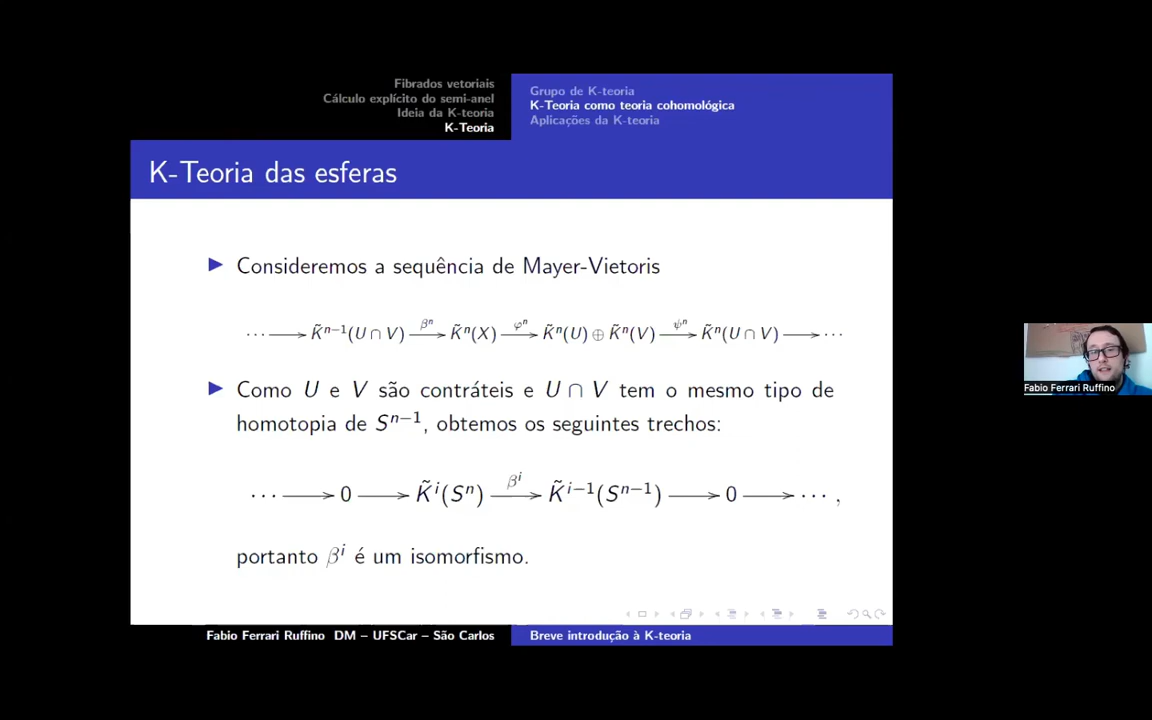 Fibrados vetoriais
Cálculo explícito do semi-anel
Ideia da K-teoria
K-Teoria
Grupo de K-teoria
K-Teoria como teoria cohomológica
Aplicações da K-teoria
K-Teoria das esferas
Consideremos a sequência de Mayer-Vietoris
··· ⟶ K̃ⁿ⁻¹(U ∩ V) ⟶βⁿ K̃ⁿ(X) ⟶φⁿ K̃ⁿ(U) ⊕ K̃ⁿ(V) ⟶ψⁿ K̃ⁿ(U ∩ V) ⟶ ···
Como U e V são contráteis e U ∩ V tem o mesmo tipo de
homotopia de Sⁿ⁻¹, obtemos os seguintes trechos:
··· ⟶ 0 ⟶ K̃ⁱ(Sⁿ) ⟶βⁱ K̃ⁱ⁻¹(Sⁿ⁻¹) ⟶ 0 ⟶ ··· ,
portanto βⁱ é um isomorfismo.
Fabio Ferrari Ruffino DM – UFSCar – São Carlos
Breve introdução à K-teoria
Fabio Ferrari Ruffino